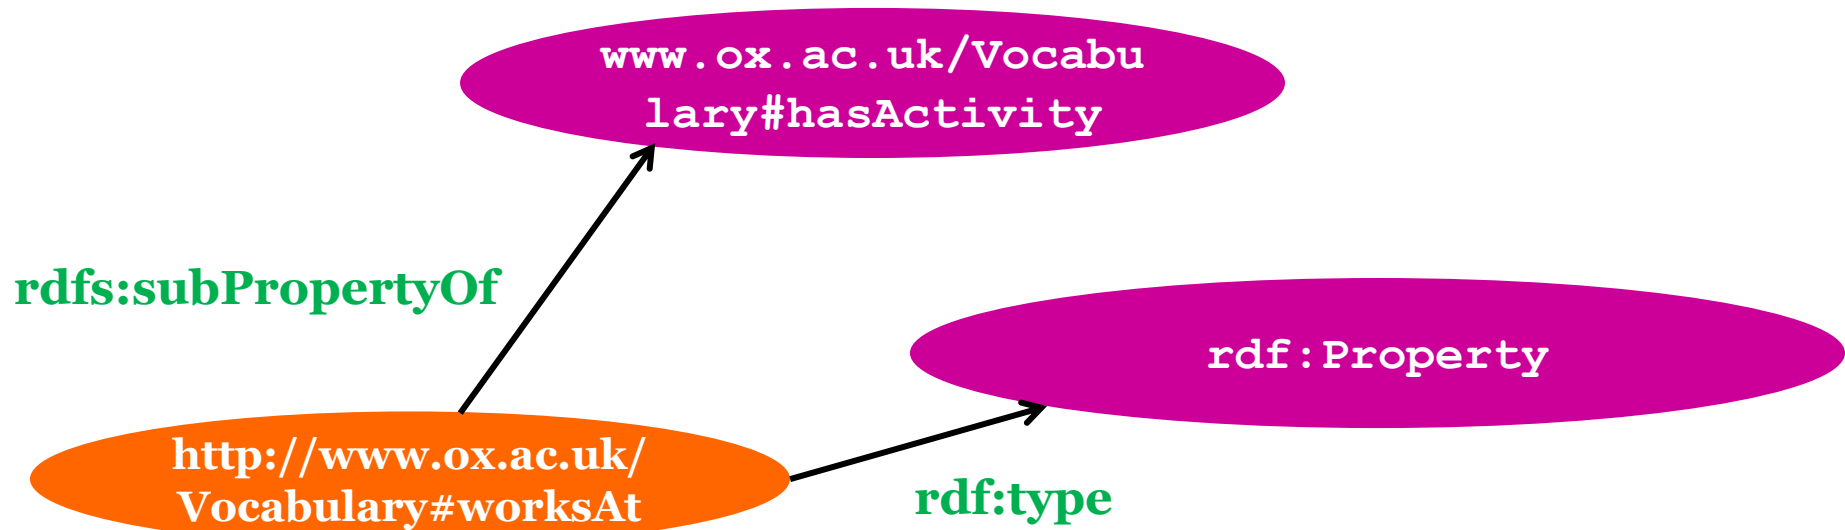 www.ox.ac.uk/Vocabu
lary#hasActivity
rdfs:subPropertyOf
rdf:Property
http://www.ox.ac.uk/
Vocabulary#worksAt
rdf:type